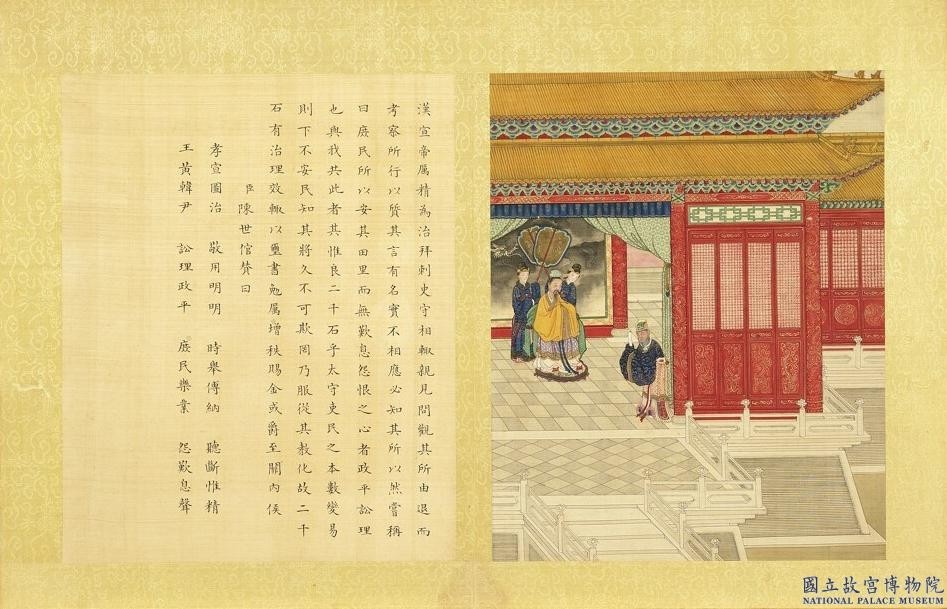 漢宣帝厲精為治拜刺史守相輒親見問觀其所由退而
考察所行以質其言有名實不相應必知其所以然嘗稱
曰庶民所以安其田里而無歎息怨恨之心者政平訟理
也與我共此者其惟良二千石乎太守吏民之本數變易
則下不安民知其將久不可欺罔乃服從其教化故二千
石有治理效輒以璽書勉厲增秩賜金或爵至關內侯
臣陳世倌贊曰
孝宣圖治 敬用明明 時舉傅納 聽斷惟精
王黃韓尹 訟理政平 庶民樂業 怨歎息聲
國立故宮博物院
NATIONAL PALACE MUSEUM